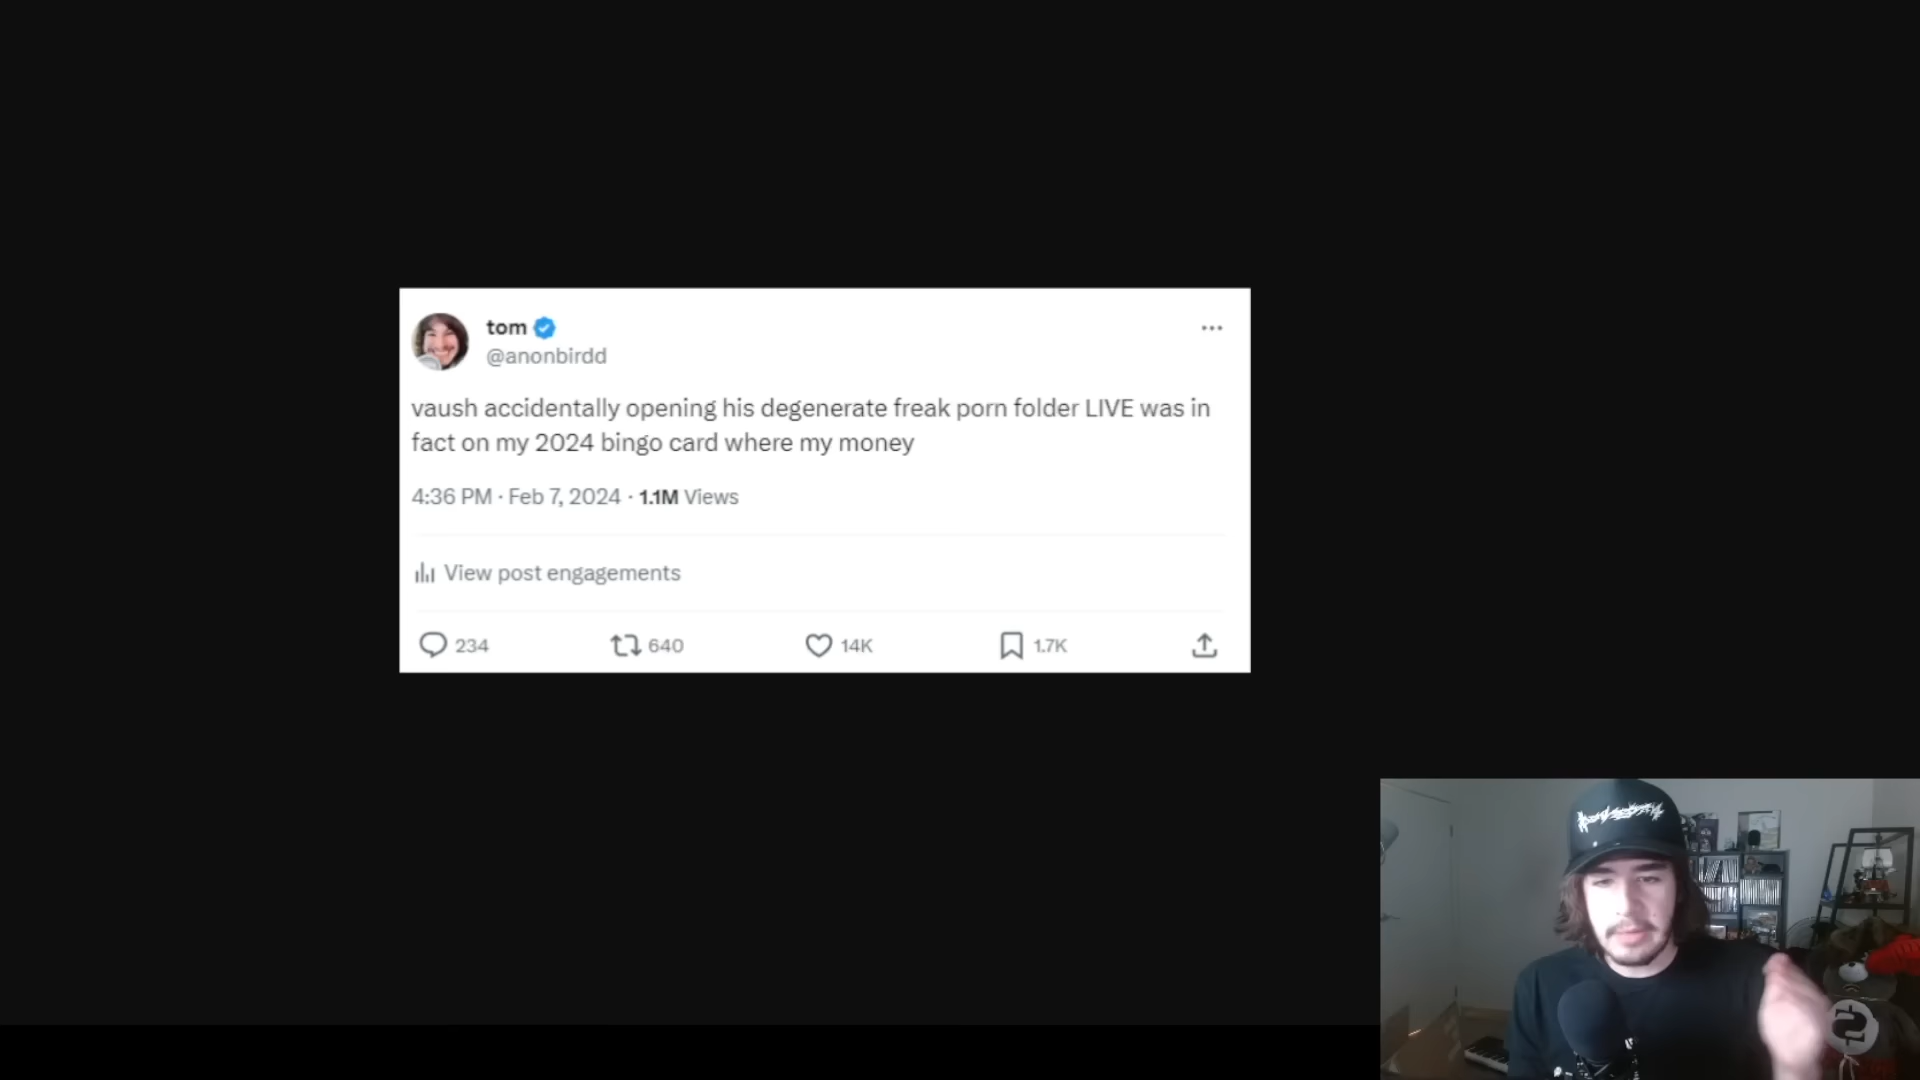 tom
@anonbirdd
vaush accidentally opening his degenerate freak porn folder LIVE was in
fact on my 2024 bingo card where my money
4:36 PM · Feb 7, 2024 · 1.1M Views
View post engagements
234 640 14K 1.7K